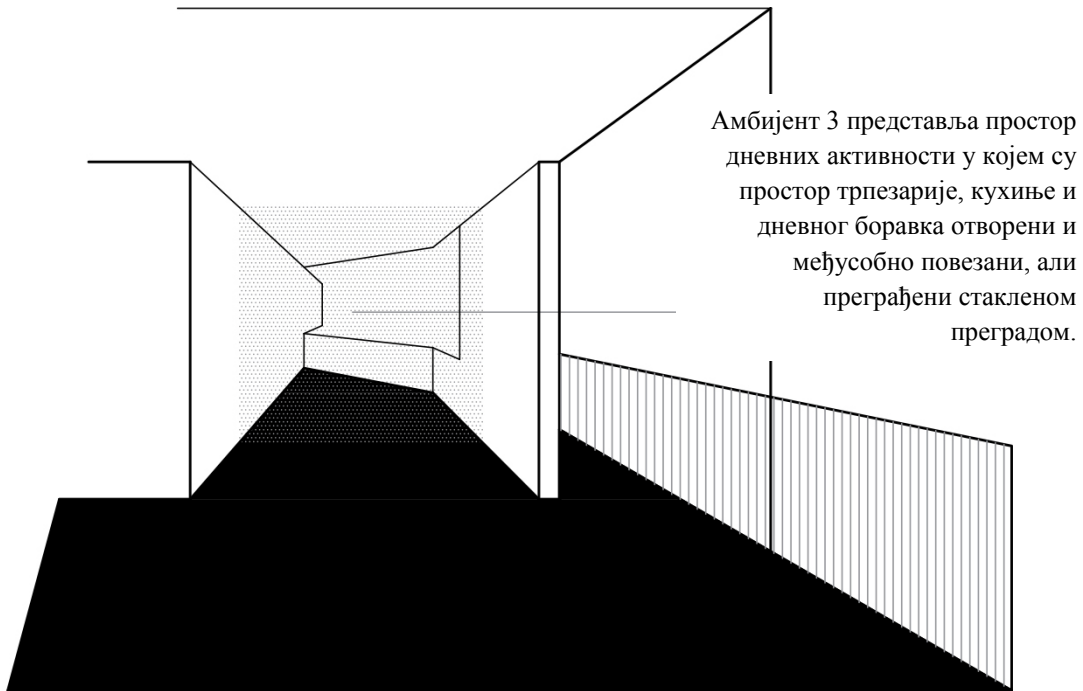 Амбијент 3 представља простор
дневних активности у којем су
простор трпезарије, кухиње и
дневног боравка отворени и
међусобно повезани, али
преграђени стакленом
преградом.